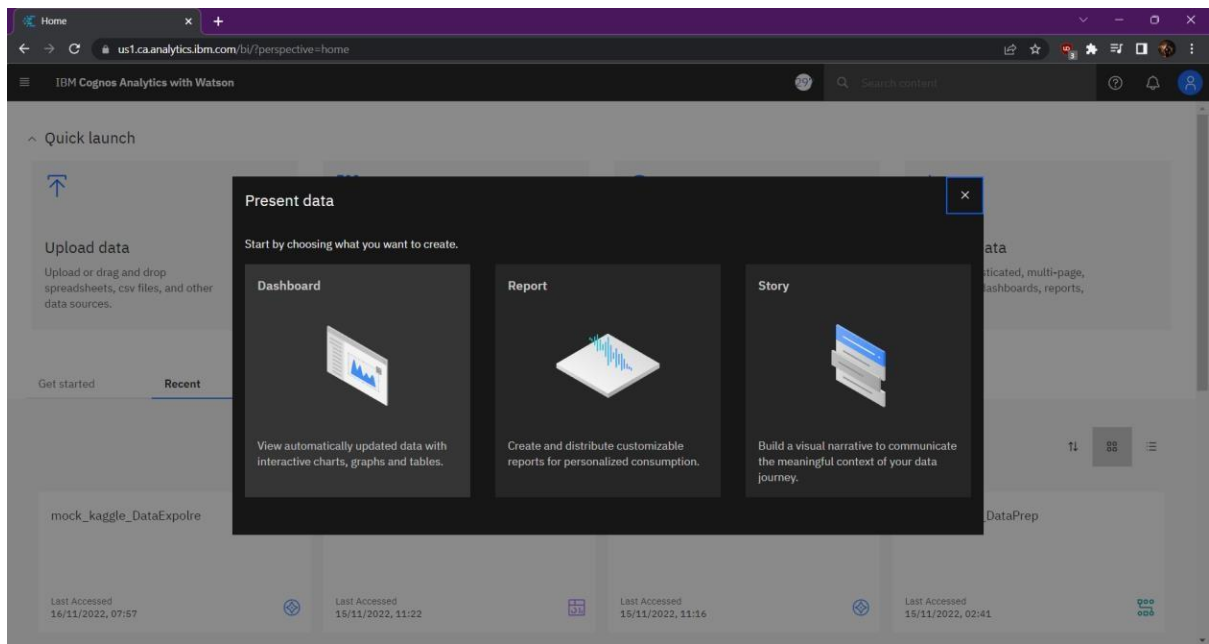 Home
us1.ca.analytics.ibm.com/bi/?perspective=home
3
IBM Cognos Analytics with Watson
29
Search content
Quick launch
Present data
Start by choosing what you want to create.
Upload data
Upload or drag and drop
spreadsheets, csv files, and other
data sources.
Dashboard
View automatically updated data with
interactive charts, graphs and tables.
Report
Create and distribute customizable
reports for personalized consumption.
Story
Build a visual narrative to communicate
the meaningful context of your data
journey.
ata
sticated, multi-page,
dashboards, reports,
Get started
Recent
mock_kaggle_DataExpolre
Last Accessed
16/11/2022, 07:57
Last Accessed
15/11/2022, 11:22
Last Accessed
15/11/2022, 11:16
_DataPrep
Last Accessed
15/11/2022, 02:41